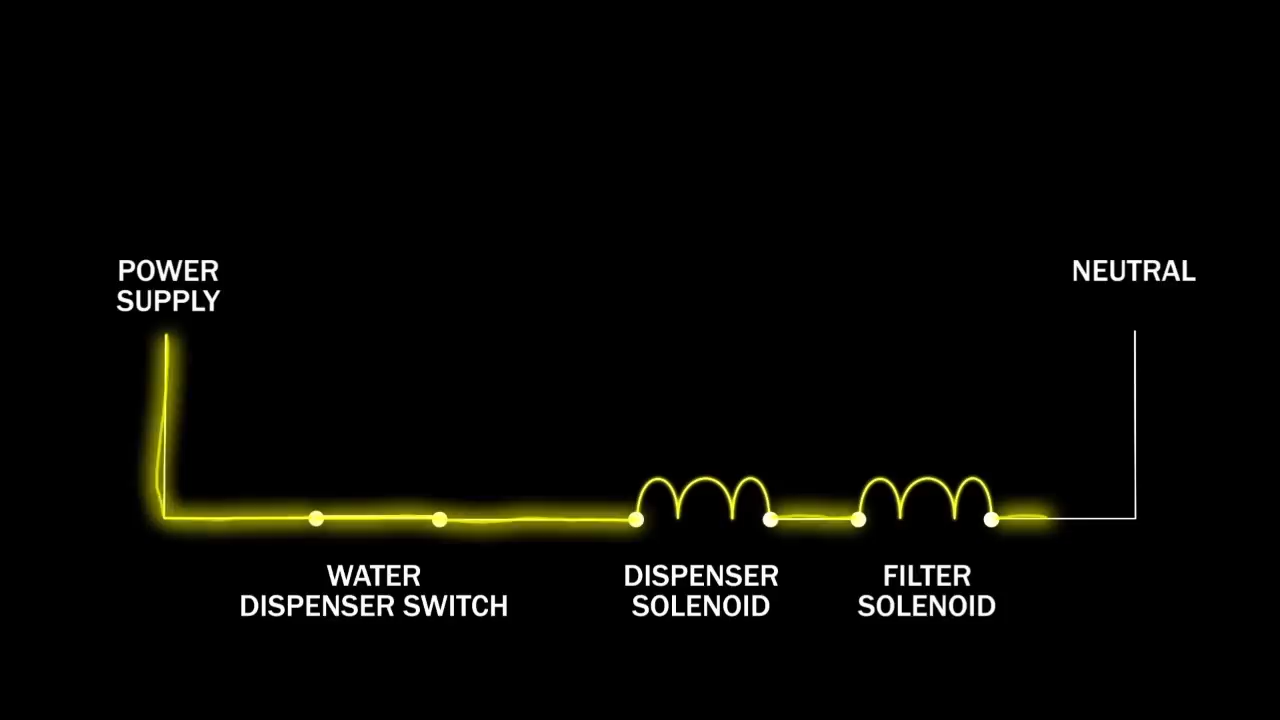 POWER
SUPPLY
NEUTRAL
WATER
DISPENSER SWITCH
DISPENSER
SOLENOID
FILTER
SOLENOID